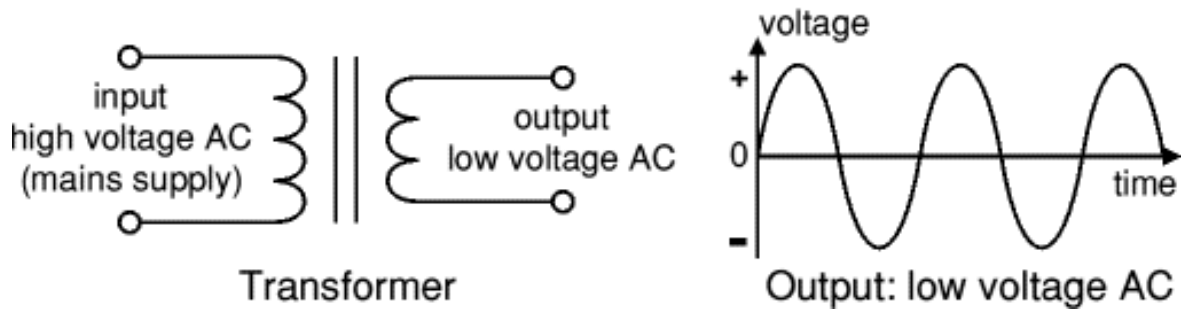 input
high voltage AC
(mains supply)
output
low voltage AC
Transformer
voltage
+
0
-
time
Output: low voltage AC